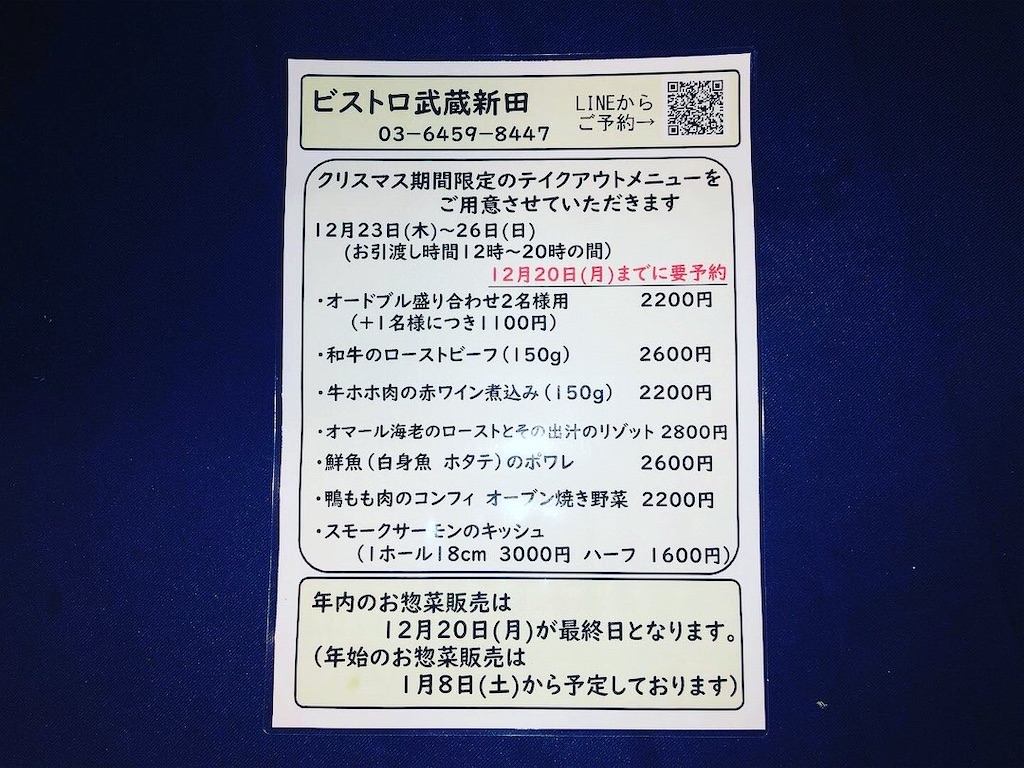 ビストロ武蔵新田
LINEから
03-6459-8447
ご予約→
クリスマス期間限定のテイクアウトメニューを
ご用意させていただきます
12月23日(木)～26日(日)
(お引渡し時間12時～20時の間)
12月20日(月)までに要予約
・オードブル盛り合わせ2名様用 2200円
(+1名様につき1100円)
・和牛のローストビーフ(150g) 2600円
・牛ホホ肉の赤ワイン煮込み(150g) 2200円
・オマール海老のローストとその出汁のリゾット 2800円
・鮮魚(白身魚 ホタテ)のポワレ 2600円
・鴨もも肉のコンフィ オーブン焼き野菜 2200円
・スモークサーモンのキッシュ
(1ホール18cm 3000円 ハーフ 1600円)
年内のお惣菜販売は
12月20日(月)が最終日となります。
(年始のお惣菜販売は
1月8日(土)から予定しております)